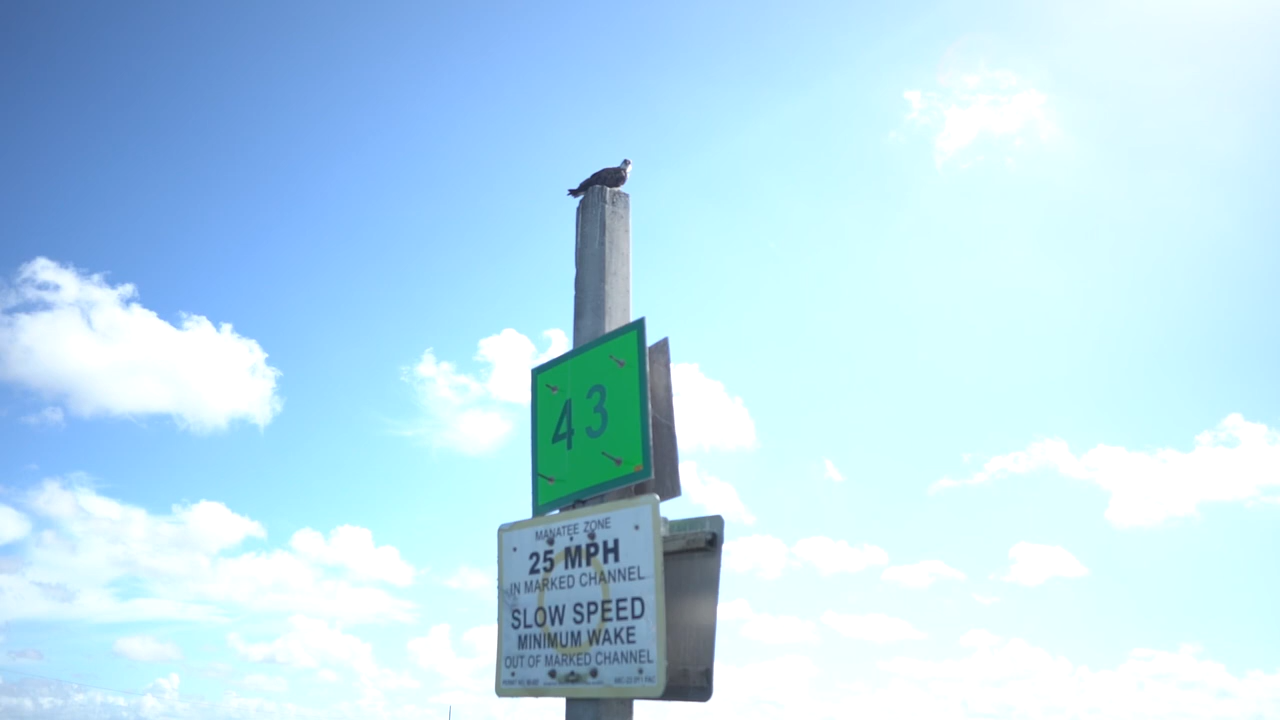 43
MANATEE ZONE
25 MPH
IN MARKED CHANNEL
SLOW SPEED
MINIMUM WAKE
OUT OF MARKED CHANNEL